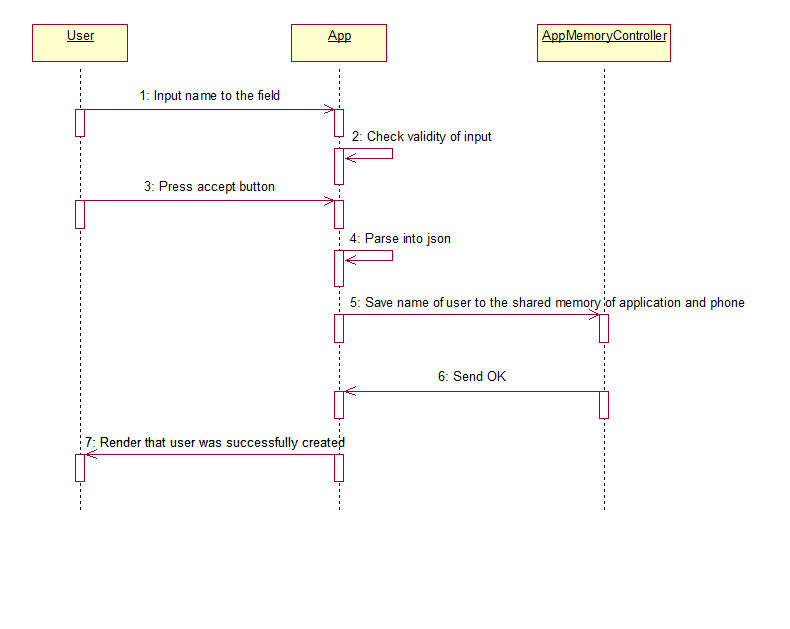 User
App
AppMemoryController
1: Input name to the field
2: Check validity of input
3: Press accept button
4: Parse into json
5: Save name of user to the shared memory of application and phone
6: Send OK
7: Render that user was successfully created